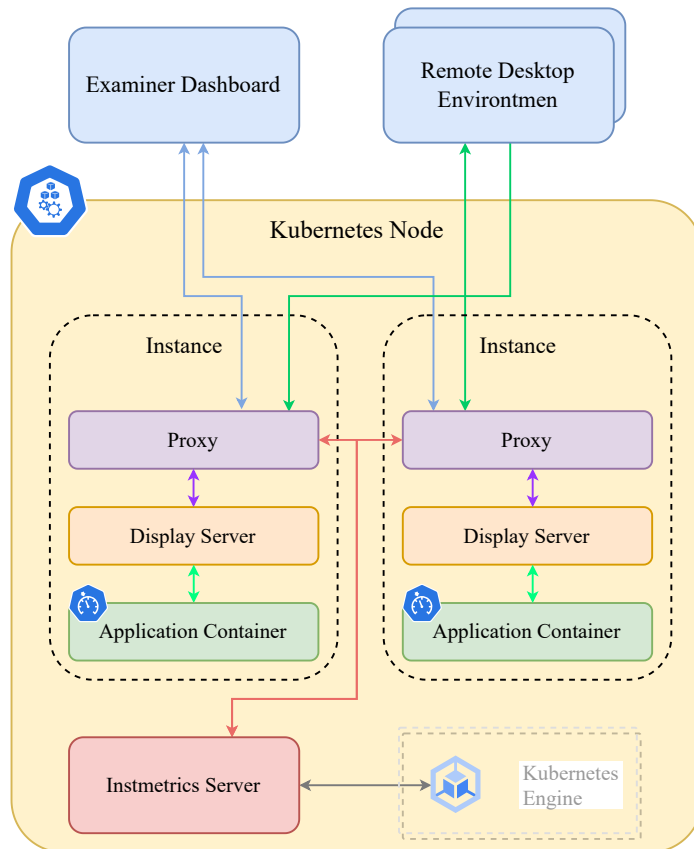 Examiner Dashboard
Remote Desktop
Environtmen
Kubernetes Node
Instance
Instance
Proxy
Proxy
Display Server
Display Server
Application Container
Application Container
Instmetrics Server
Kubernetes
Engine